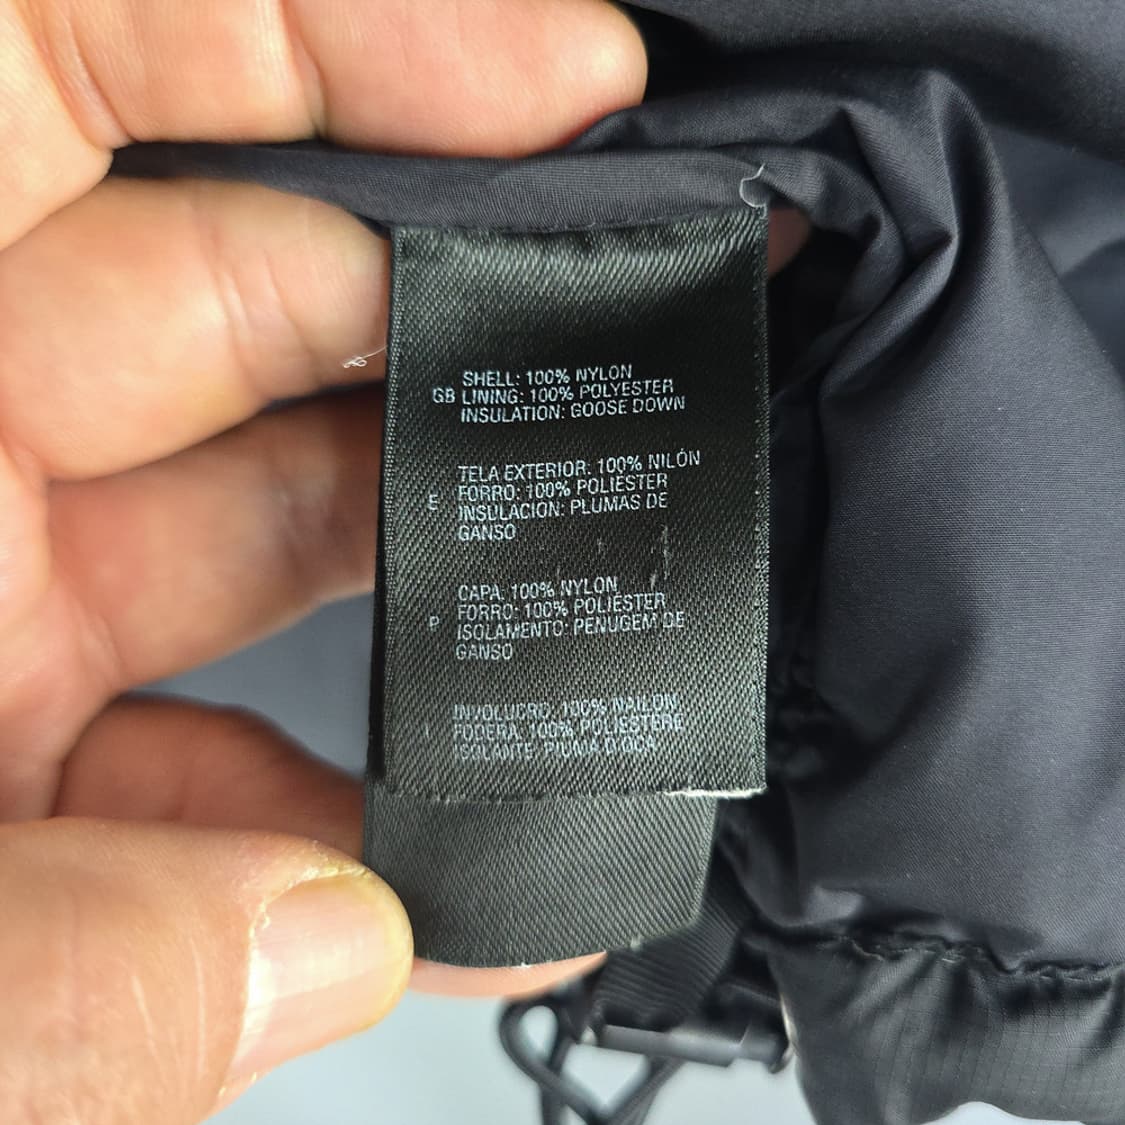 SHELL: 100% NYLON
GB LINING: 100% POLYESTER
INSULATION: GOOSE DOWN
TELA EXTERIOR: 100% NILÓN
E FORRO: 100% POLIÉSTER
INSULACIÓN: PLUMAS DE
GANSO
CAPA: 100% NYLON
P FORRO: 100% POLIÉSTER
ISOLAMENTO: PENUGEM DE
GANSO
INVOLUCRO: 100% NAILON
I FODERA: 100% POLIESTERE
ISOLANTE: PIUMA D'OCA